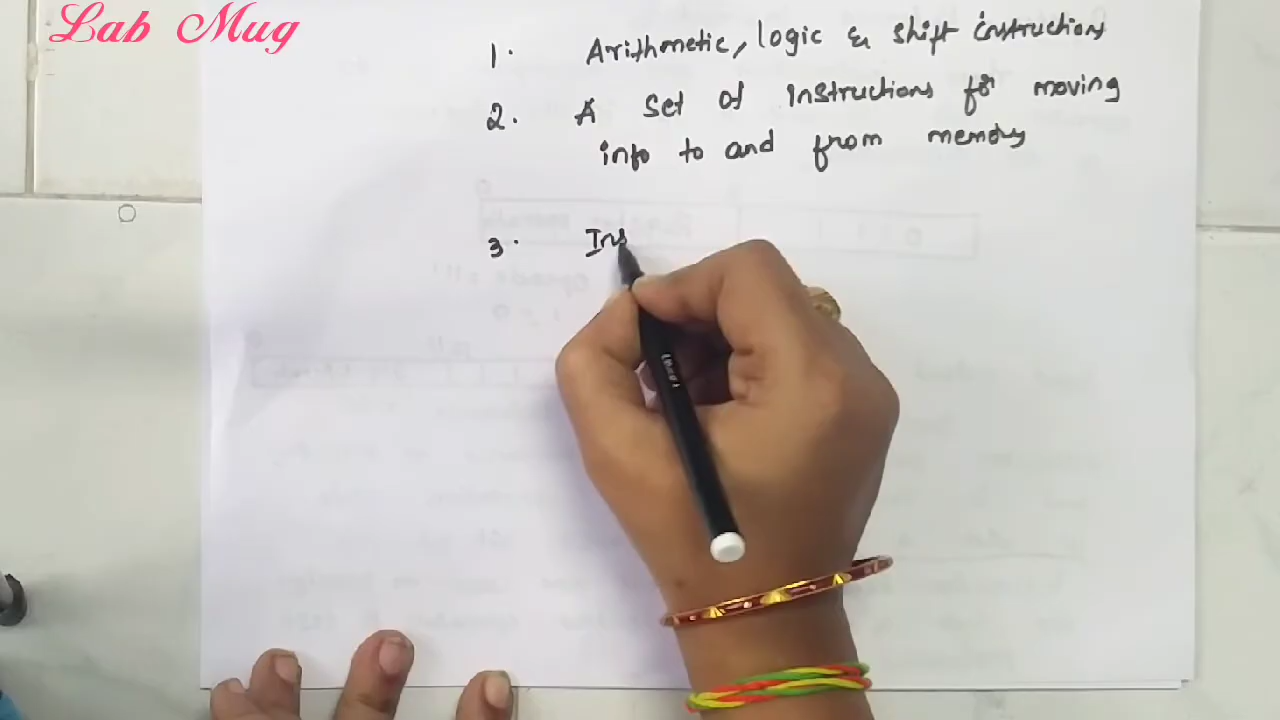 Lab Mug
1. Arithmetic, logic & shift instructions
2. A set of instructions for moving
info to and from memory
3. Ins